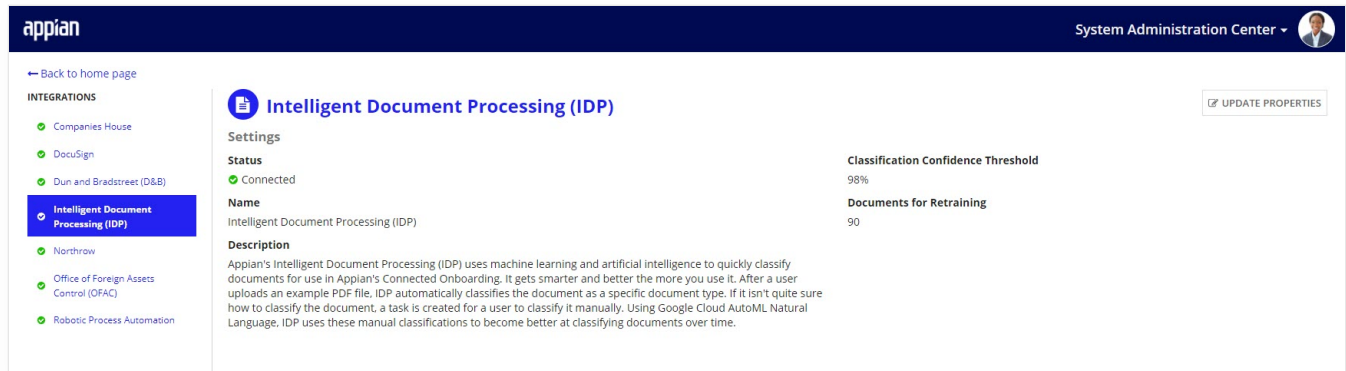 appian
System Administration Center
Back to home page
INTEGRATIONS
Companies House
DocuSign
Dun and Bradstreet (D&B)
Intelligent Document
Processing (IDP)
Northrow
Office of Foreign Assets
Control (OFAC)
Robotic Process Automation
Intelligent Document Processing (IDP)
UPDATE PROPERTIES
Settings
Status
Connected
Name
Intelligent Document Processing (IDP)
Description
Appian's Intelligent Document Processing (IDP) uses machine learning and artificial intelligence to quickly classify
documents for use in Appian's Connected Onboarding. It gets smarter and better the more you use it. After a user
uploads an example PDF file, IDP automatically classifies the document as a specific document type. If it isn't quite sure
how to classify the document, a task is created for a user to classify it manually. Using Google Cloud AutoML Natural
Language, IDP uses these manual classifications to become better at classifying documents over time.
Classification Confidence Threshold
98%
Documents for Retraining
90